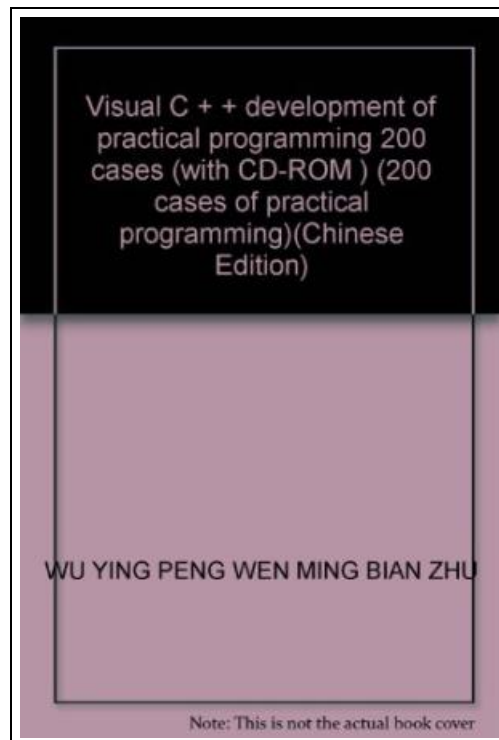 Visual C + + development of
practical programming 200
cases (with CD-ROM ) (200
cases of practical
programming)(Chinese
Edition)
WU YING PENG WEN MING BIAN ZHU
Note: This is not the actual book cover